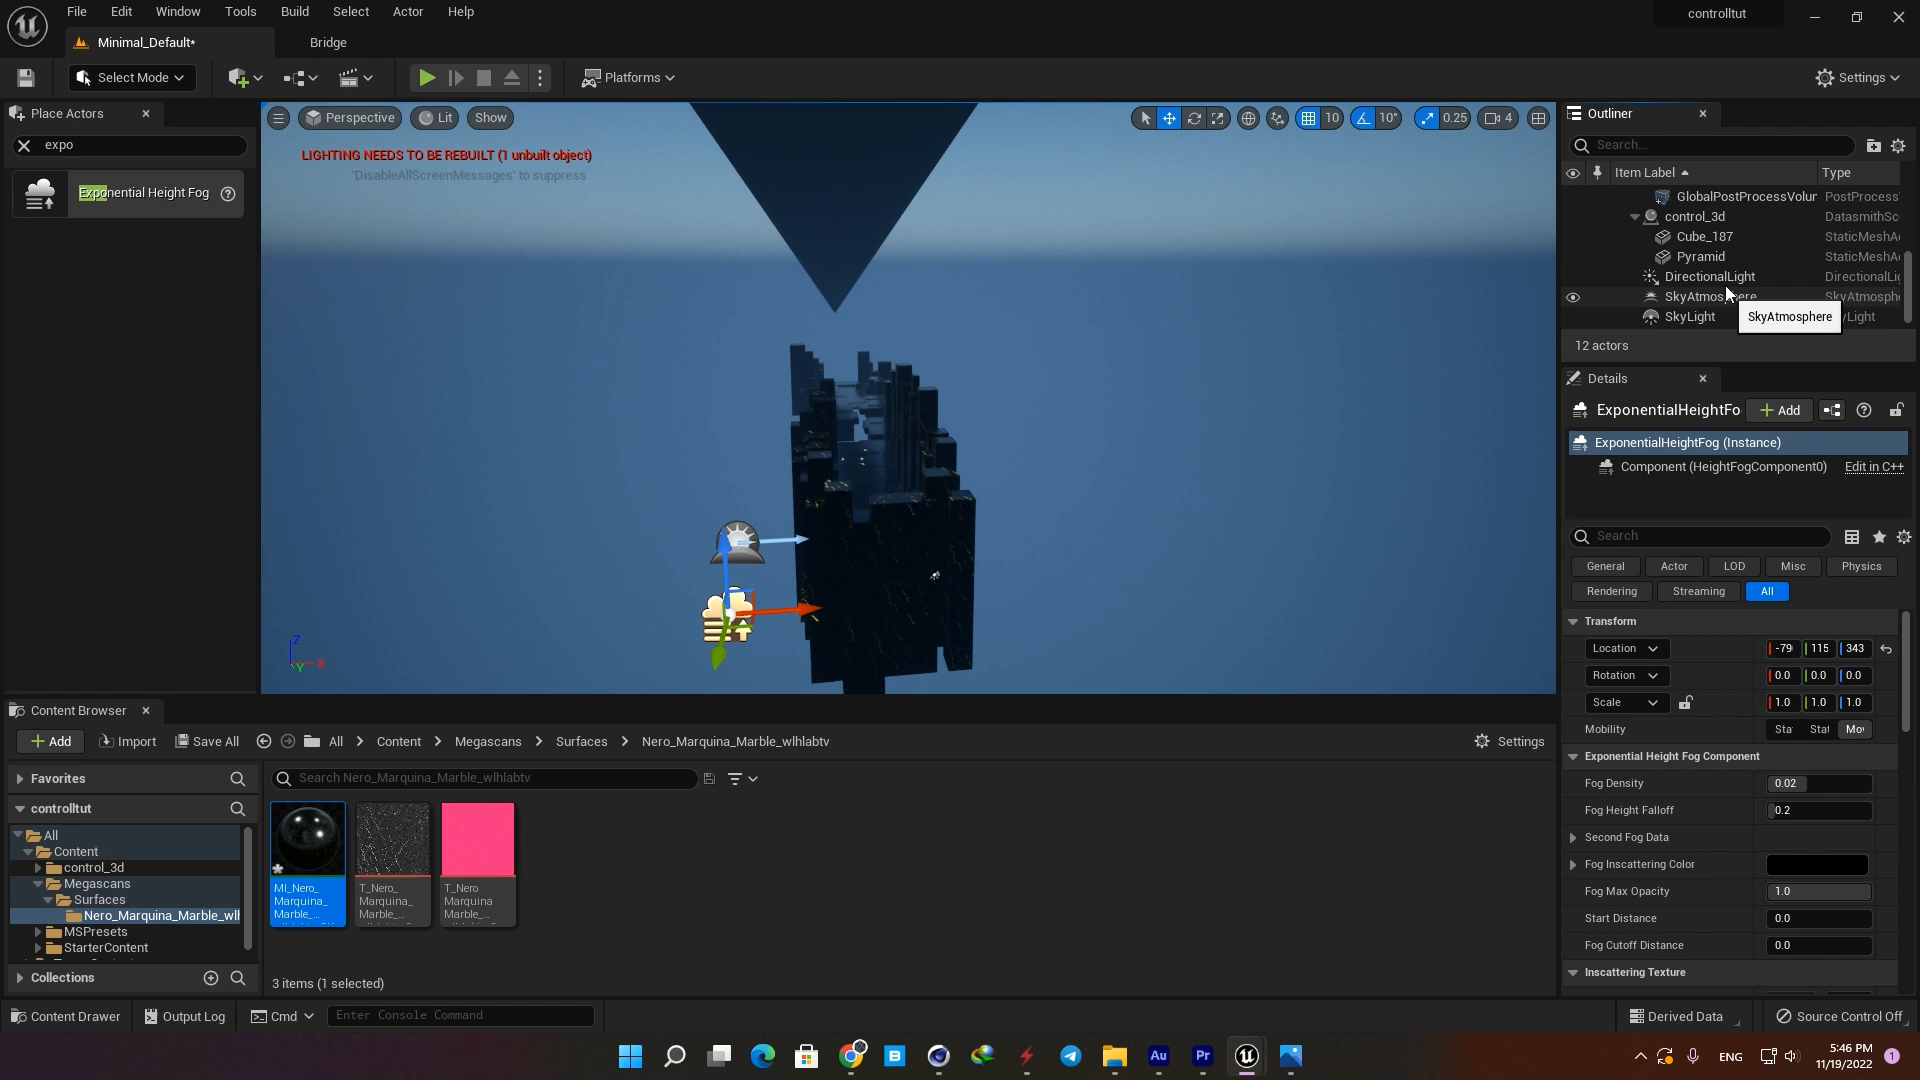 File Edit Window Tools Build Select Actor Help
controlltut
Minimal_Default*
Bridge
Select Mode
Platforms
Settings
Place Actors
expo
Exponential Height Fog
Perspective
Lit
Show
10
10°
0.25
4
LIGHTING NEEDS TO BE REBUILT (1 unbuilt object)
'DisableAllScreenMessages' to suppress
Z
X
Y
Outliner
Search...
Item Label
Type
GlobalPostProcessVolur
PostProcess
control_3d
DatasmithSc
Cube_187
StaticMeshA
Pyramid
StaticMeshA
DirectionalLight
DirectionalLig
SkyAtmosphere
SkyAtmosph
SkyLight
SkyAtmosphere
Light
12 actors
Details
ExponentialHeightFo
Add
ExponentialHeightFog (Instance)
Component (HeightFogComponent0)
Edit in C++
Search
General
Actor
LOD
Misc
Physics
Rendering
Streaming
All
Transform
Location
-79
115
343
Rotation
0.0
0.0
0.0
Scale
1.0
1.0
1.0
Mobility
Sta
Stat
Mov
Exponential Height Fog Component
Fog Density
0.02
Fog Height Falloff
0.2
Second Fog Data
Fog Inscattering Color
Fog Max Opacity
1.0
Start Distance
0.0
Fog Cutoff Distance
0.0
Inscattering Texture
Content Browser
Add
Import
Save All
All
Content
Megascans
Surfaces
Nero_Marquina_Marble_wlhlabtv
Settings
Favorites
controlltut
All
Content
control_3d
Megascans
Surfaces
Nero_Marquina_Marble_wlh
MSPresets
StarterContent
Collections
Search Nero_Marquina_Marble_wlhlabtv
MI_Nero_
Marquina_
Marble_...
T_Nero_
Marquina_
Marble_...
T_Nero
Marquina
Marble_...
3 items (1 selected)
Content Drawer
Output Log
Cmd
Enter Console Command
Derived Data
Source Control Off
B
Au
Pr
ENG
5:46 PM
11/19/2022
1